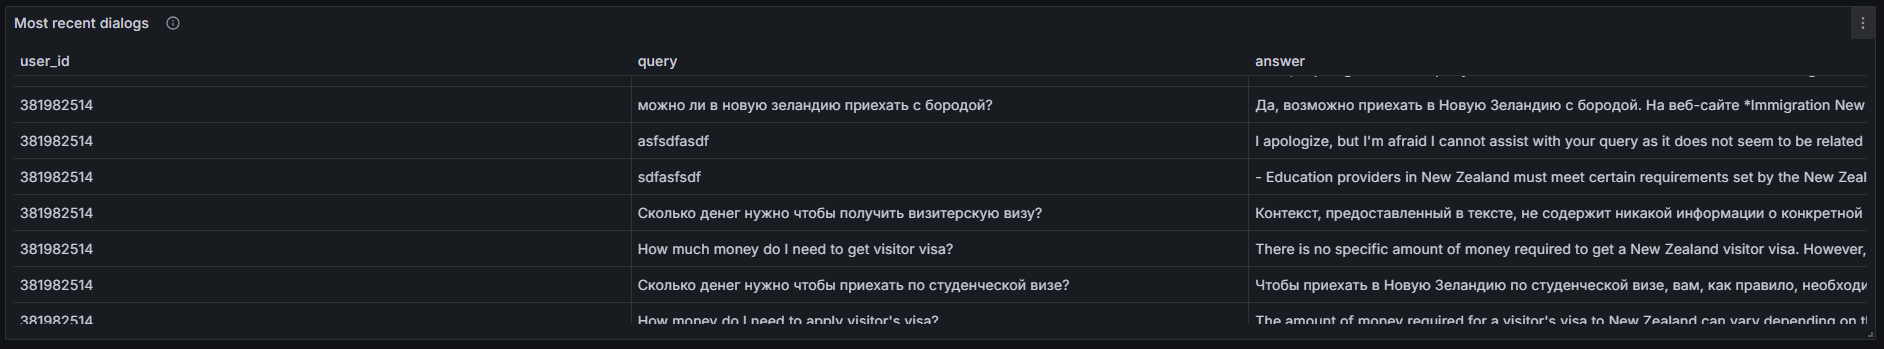 Most recent dialogs
user_id query answer
381982514 можно ли в новую зеландию приехать с бородой? Да, возможно приехать в Новую Зеландию с бородой. На веб-сайте *Immigration New
381982514 asfsdfasdf I apologize, but I'm afraid I cannot assist with your query as it does not seem to be related
381982514 sdfasfsdf - Education providers in New Zealand must meet certain requirements set by the New Zeal
381982514 Сколько денег нужно чтобы получить визитерскую визу? Контекст, предоставленный в тексте, не содержит никакой информации о конкретной
381982514 How much money do I need to get visitor visa? There is no specific amount of money required to get a New Zealand visitor visa. However,
381982514 Сколько денег нужно чтобы приехать по студенческой визе? Чтобы приехать в Новую Зеландию по студенческой визе, вам, как правило, необходи
381982514 How money do I need to apply visitor's visa? The amount of money required for a visitor's visa to New Zealand can vary depending on th